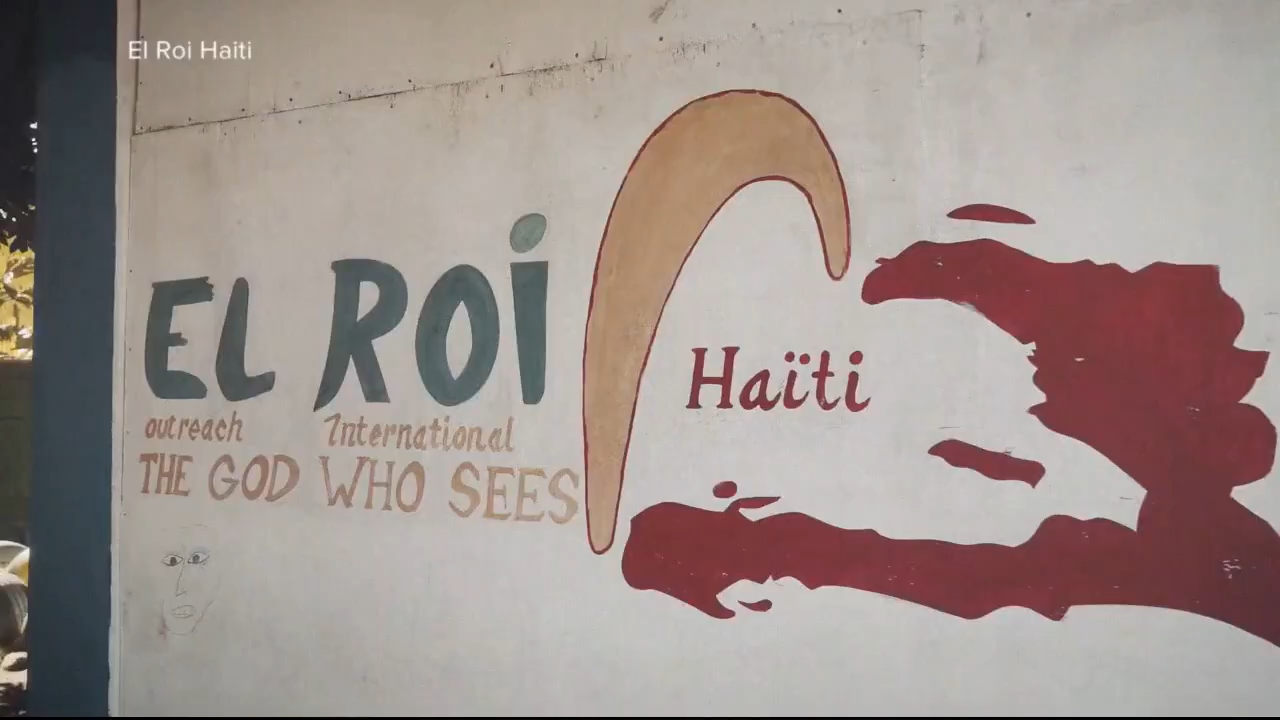 El Roi Haiti
EL ROI
outreach International
THE GOD WHO SEES
Haïti